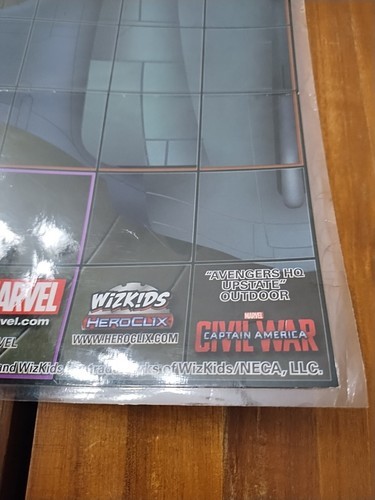 MARVEL
vel.com
VEL
WIZKIDS
HEROCLIX
WWW.HEROCLIX.COM
"AVENGERS HQ
UPSTATE"
OUTDOOR
MARVEL
CAPTAIN AMERICA
CIVIL WAR
and WizKids of WizKids/NECA, LLC.